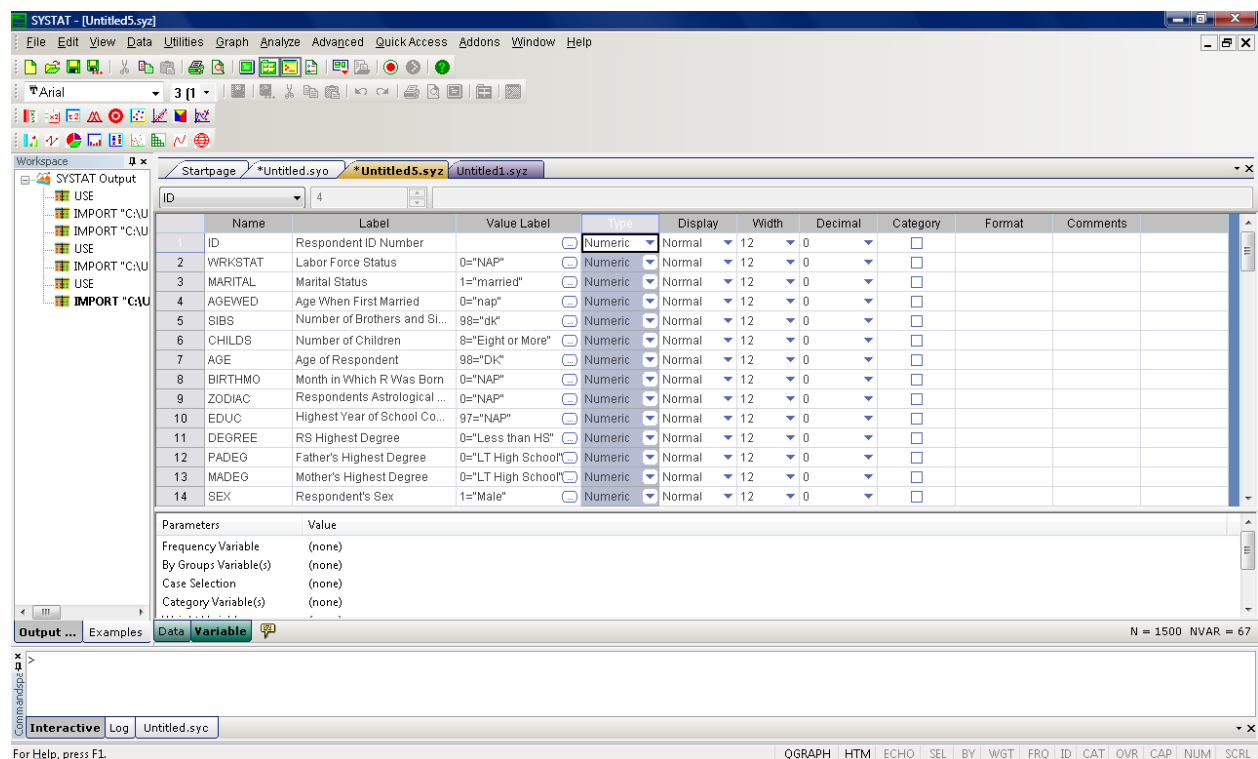 SYSTAT - [Untitled5.syz]
File Edit View Data Utilities Graph Analyze Advanced Quick Access Addons Window Help
Arial 3 (1
Workspace
SYSTAT Output
USE
IMPORT "C:\U
IMPORT "C:\U
USE
IMPORT "C:\U
USE
IMPORT "C:\U
Output ... Examples
Startpage *Untitled.syo *Untitled5.syz Untitled1.syz
ID 4
Name Label Value Label Type Display Width Decimal Category Format Comments
1 ID Respondent ID Number ... Numeric Normal 12 0
2 WRKSTAT Labor Force Status 0="NAP" ... Numeric Normal 12 0
3 MARITAL Marital Status 1="married" ... Numeric Normal 12 0
4 AGEWED Age When First Married 0="nap" ... Numeric Normal 12 0
5 SIBS Number of Brothers and Si... 98="dk" ... Numeric Normal 12 0
6 CHILDS Number of Children 8="Eight or More" ... Numeric Normal 12 0
7 AGE Age of Respondent 98="DK" ... Numeric Normal 12 0
8 BIRTHMO Month in Which R Was Born 0="NAP" ... Numeric Normal 12 0
9 ZODIAC Respondents Astrological ... 0="NAP" ... Numeric Normal 12 0
10 EDUC Highest Year of School Co... 97="NAP" ... Numeric Normal 12 0
11 DEGREE RS Highest Degree 0="Less than HS" ... Numeric Normal 12 0
12 PADEG Father's Highest Degree 0="LT High School" ... Numeric Normal 12 0
13 MADEG Mother's Highest Degree 0="LT High School" ... Numeric Normal 12 0
14 SEX Respondent's Sex 1="Male" ... Numeric Normal 12 0
Parameters Value
Frequency Variable (none)
By Groups Variable(s) (none)
Case Selection (none)
Category Variable(s) (none)
Data Variable N = 1500 NVAR = 67
Commandspa
>
Interactive Log Untitled.syc
For Help, press F1. QGRAPH HTM ECHO SEL BY WGT FRQ ID CAT OVR CAP NUM SCRL